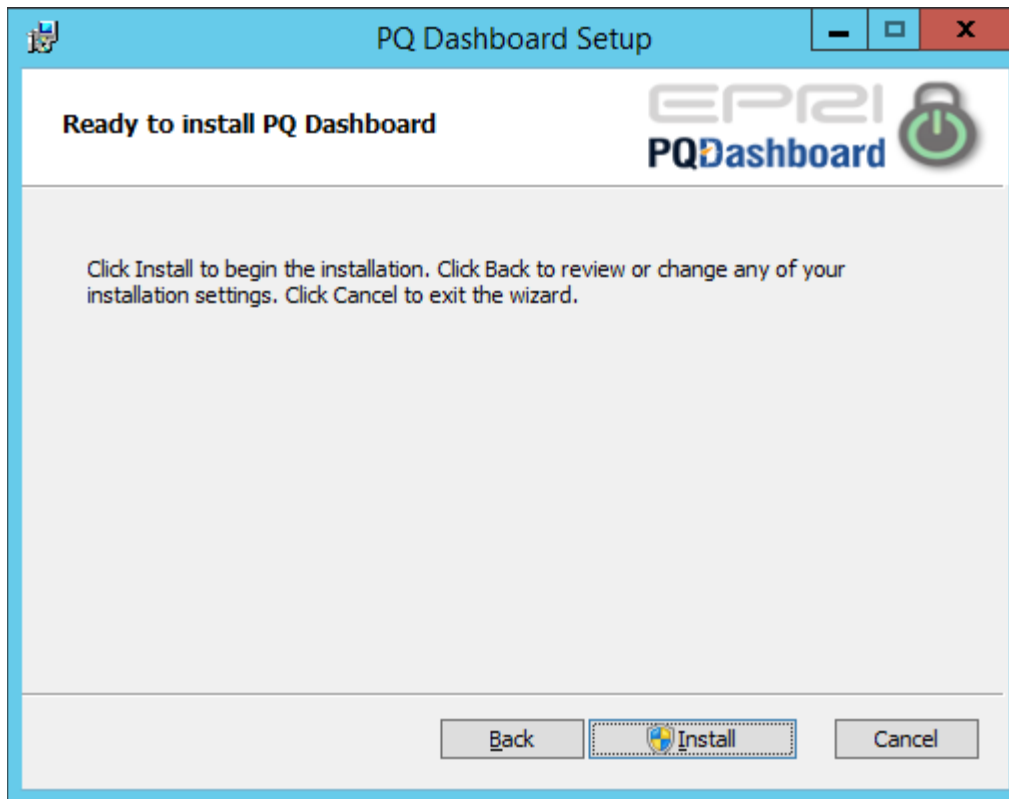 PQ Dashboard Setup
Ready to install PQ Dashboard
EPRI
PQDashboard
Click Install to begin the installation. Click Back to review or change any of your
installation settings. Click Cancel to exit the wizard.
Back
Install
Cancel